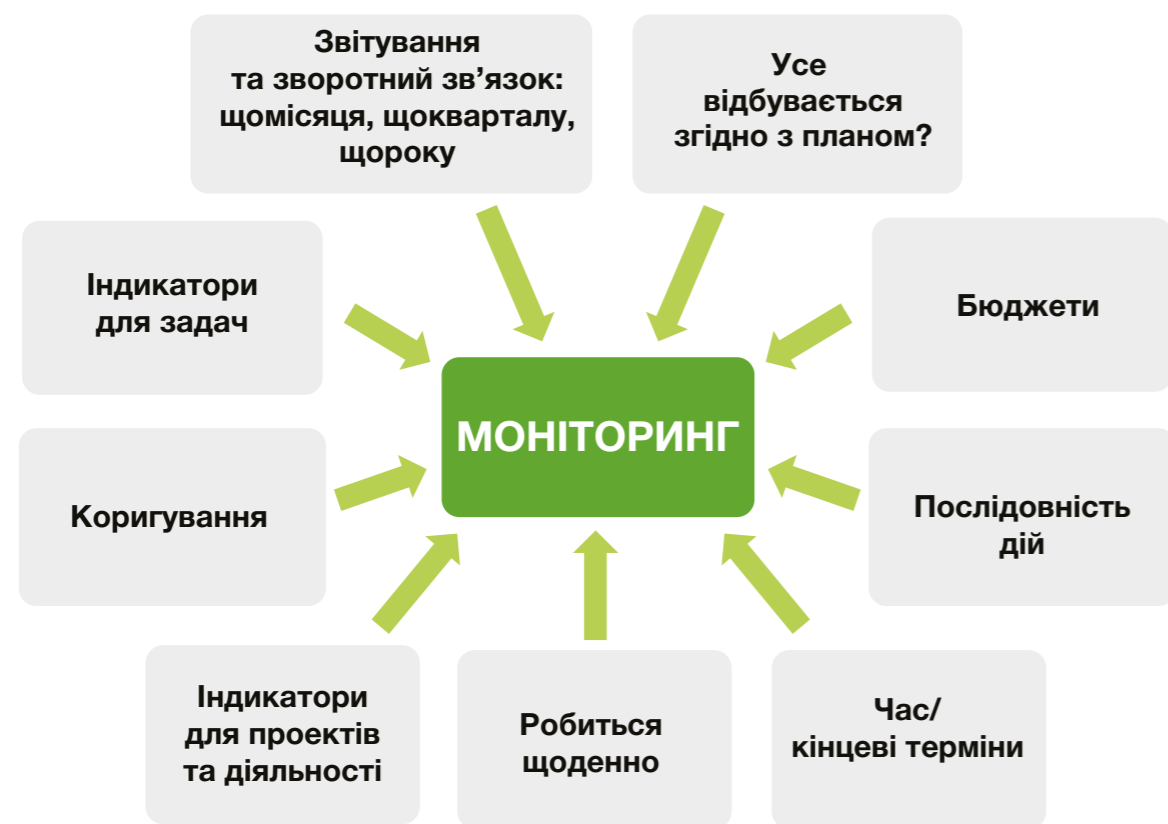 Звітування
та зворотний зв’язок:
щомісяця, щокварталу,
щороку
Усе
відбувається
згідно з планом?
Індикатори
для задач
Бюджети
МОНІТОРИНГ
Коригування
Послідовність
дій
Індикатори
для проектів
та діяльності
Робиться
щоденно
Час/
кінцеві терміни